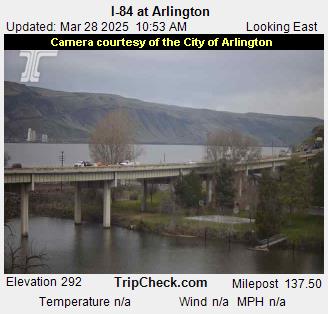 I-84 at Arlington
Updated: Mar 28 2025 10:53 AM Looking East
Camera courtesy of the City of Arlington
Elevation 292 TripCheck.com Milepost 137.50
Temperature n/a Wind n/a MPH n/a